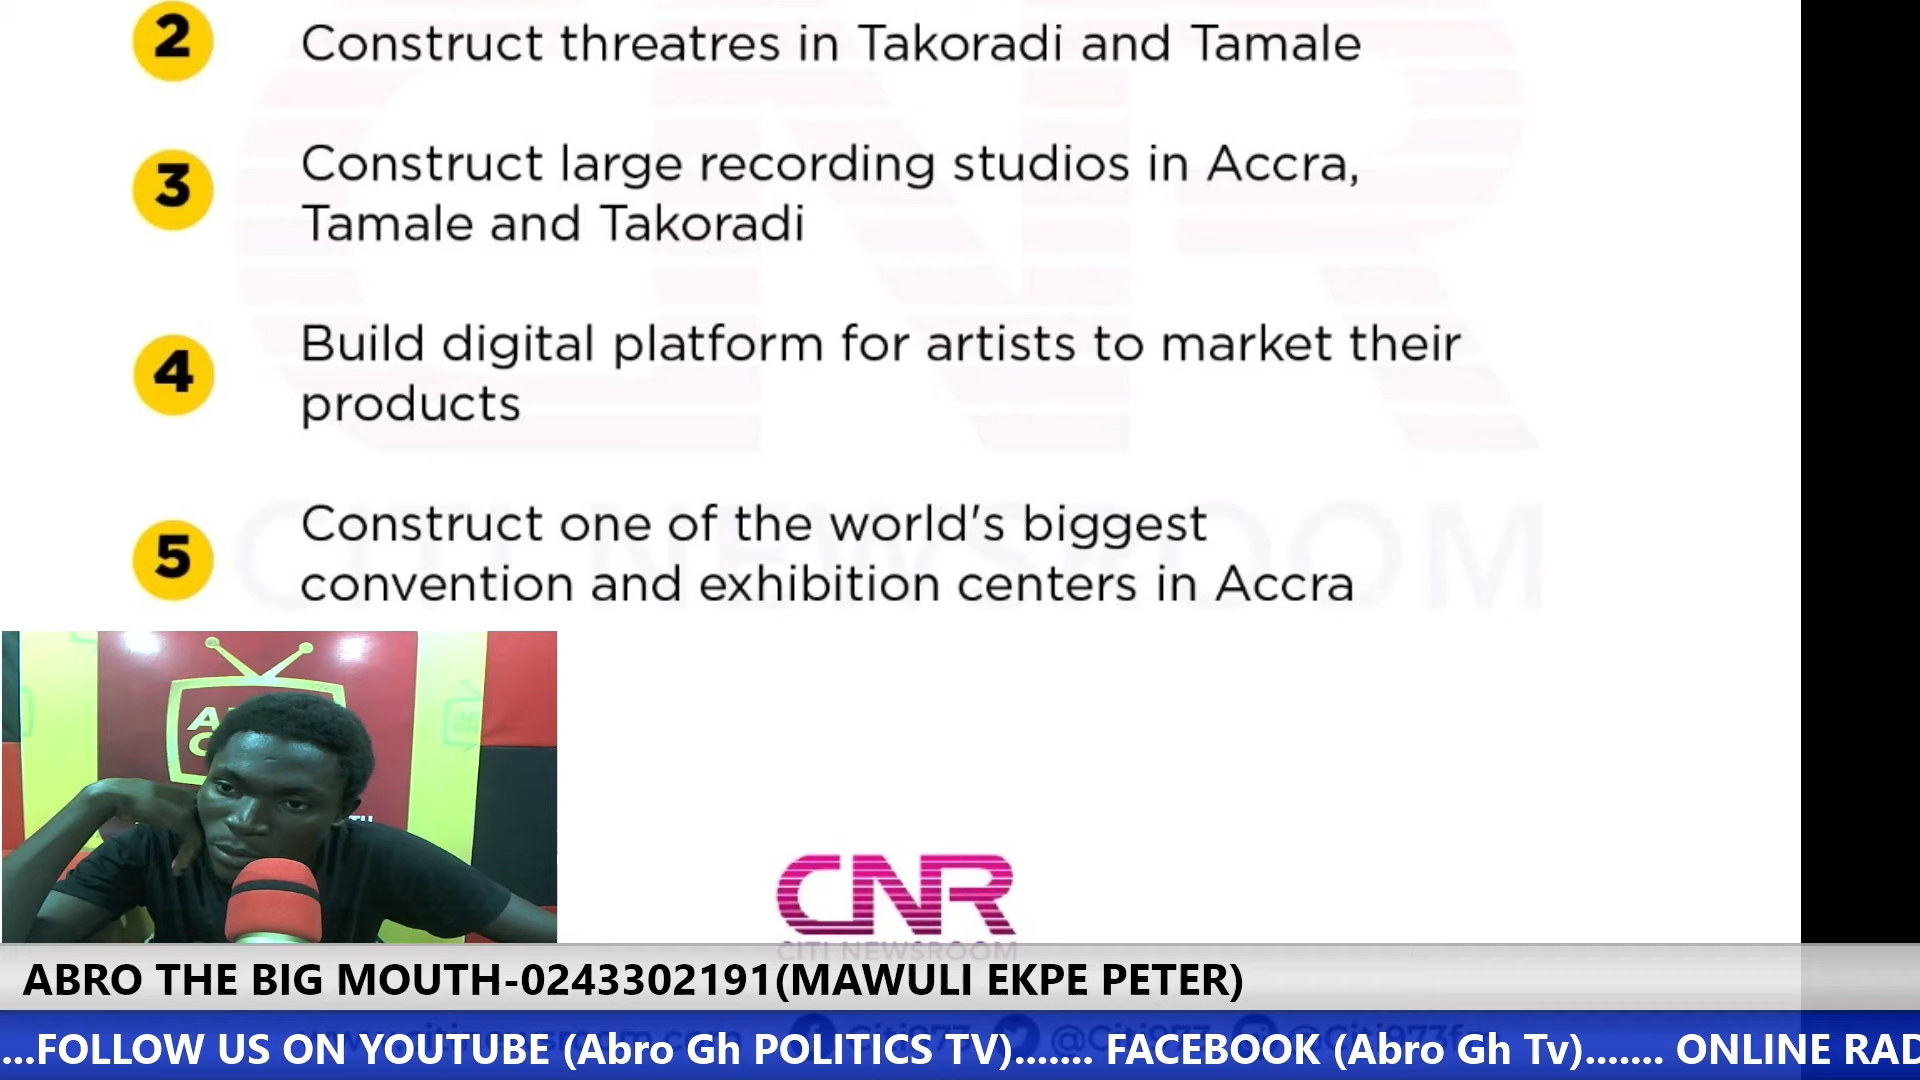 2
Construct threatres in Takoradi and Tamale
3
Construct large recording studios in Accra,
Tamale and Takoradi
4
Build digital platform for artists to market their
products
5
Construct one of the world's biggest
convention and exhibition centers in Accra
CNR
CITI NEWSROOM
ABRO THE BIG MOUTH-0243302191(MAWULI EKPE PETER)
...FOLLOW US ON YOUTUBE (Abro Gh POLITICS TV)....... FACEBOOK (Abro Gh Tv)....... ONLINE RAD